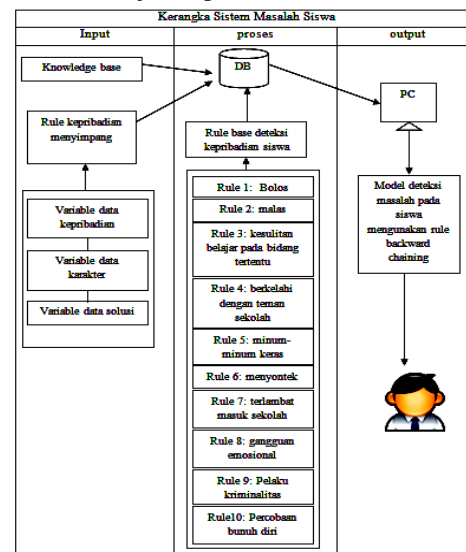 Kerangka Sistem Masalah Siswa
Input
proses
output
Knowledge base
Rule kepribadian
menyimpang
Variable data
kepribadian
Variable data
karakter
Variable data solusi
DB
Rule base deteksi
kepribadian siswa
Rule 1: Bolos
Rule 2: malas
Rule 3: kesulitan
belajar pada bidang
tertentu
Rule 4: berkelahi
dengan teman
sekolah
Rule 5: minum-
minum keras
Rule 6: menyontek
Rule 7: terlambat
masuk sekolah
Rule 8: gangguan
emosional
Rule 9: Pelaku
kriminalitas
Rule10: Percobaan
bunuh diri
PC
Model deteksi
masalah pada
siswa
mengunakan rule
backward
chaining